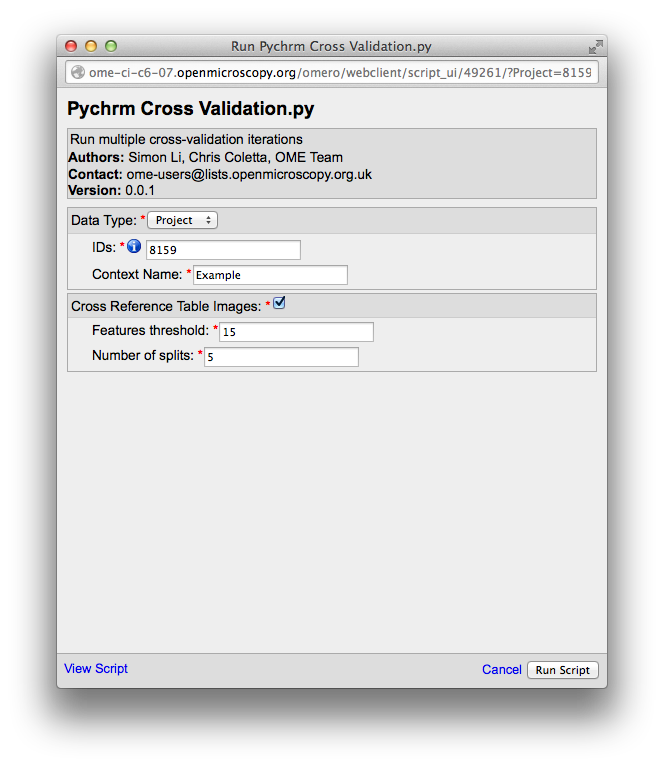 Run Pychrm Cross Validation.py
ome-ci-c6-07.openmicroscopy.org/omero/webclient/script_ui/49261/?Project=8159
Pychrm Cross Validation.py
Run multiple cross-validation iterations
Authors: Simon Li, Chris Coletta, OME Team
Contact: ome-users@lists.openmicroscopy.org.uk
Version: 0.0.1
Data Type: * Project
IDs: * i 8159
Context Name: * Example
Cross Reference Table Images: *
Features threshold: * 15
Number of splits: * 5
View Script Cancel Run Script